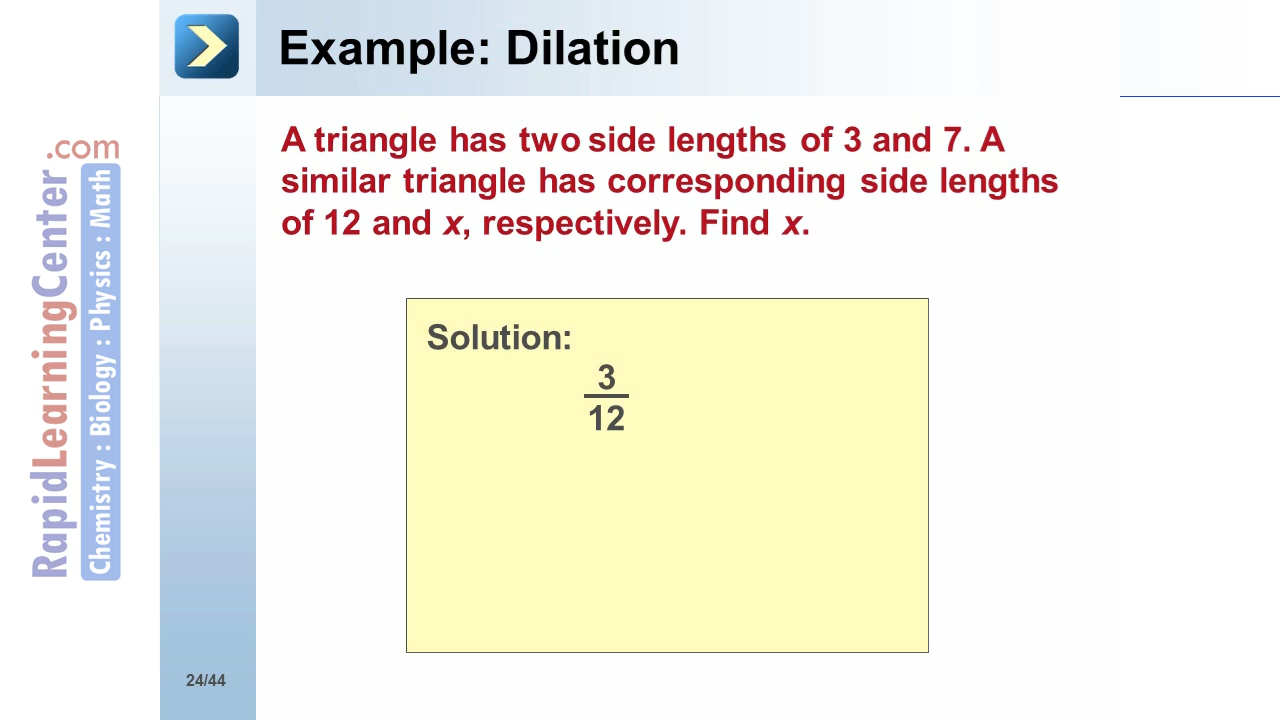 Example: Dilation
A triangle has two side lengths of 3 and 7. A
similar triangle has corresponding side lengths
of 12 and x, respectively. Find x.
Solution:
3
12
RapidLearningCenter.com
Chemistry : Biology : Physics : Math
24/44